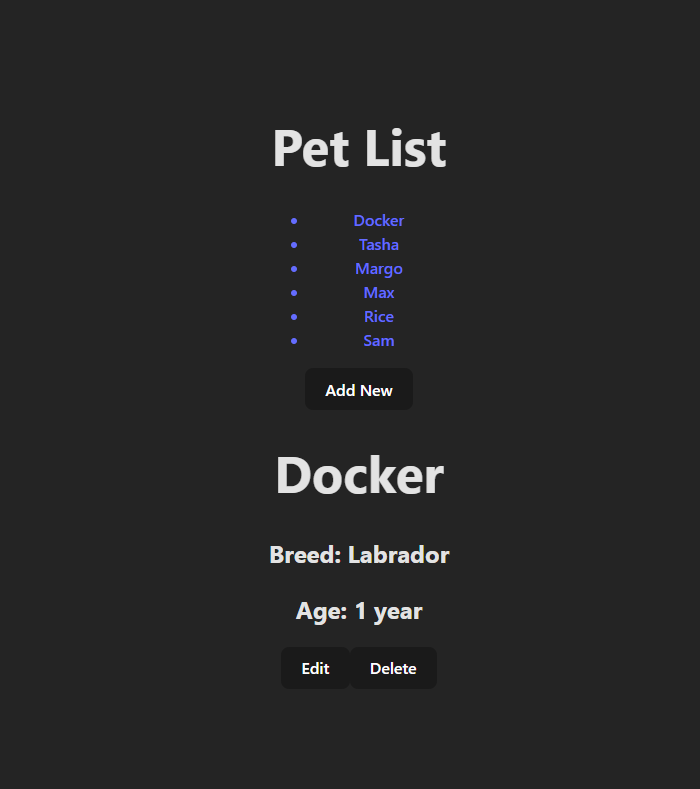 Pet List
Docker
Tasha
Margo
Max
Rice
Sam
Add New
Docker
Breed: Labrador
Age: 1 year
Edit Delete